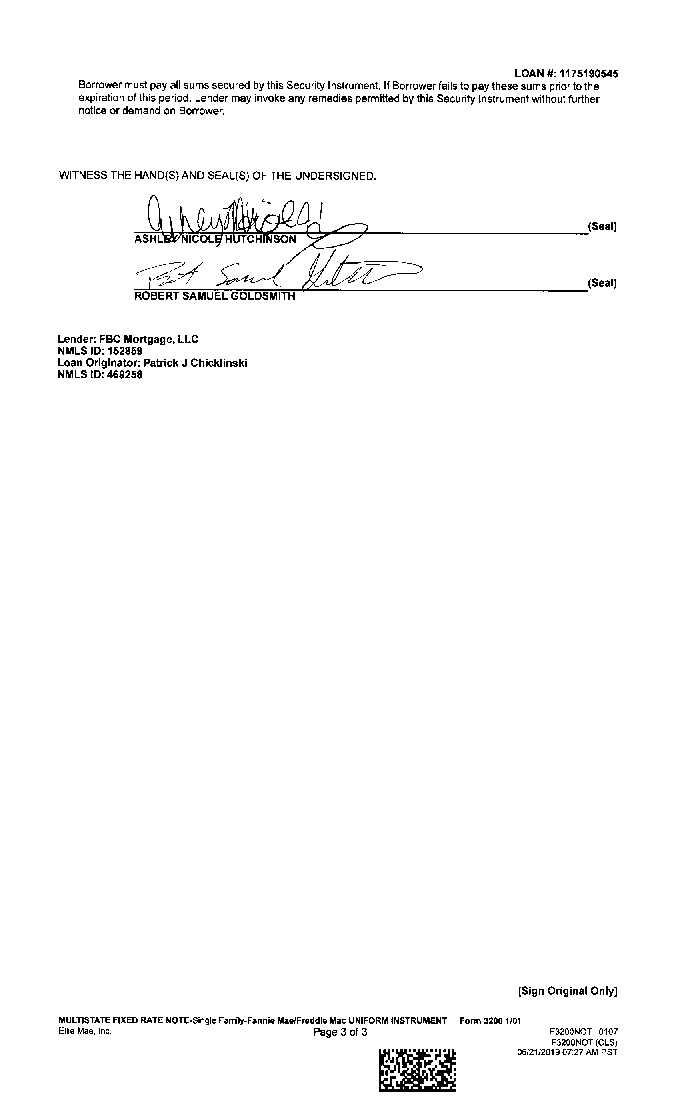 LOAN #: 1175190545
Borrower must pay all sums secured by this Security Instrument. If Borrower fails to pay these sums prior to the
expiration of this period, Lender may invoke any remedies permitted by this Security Instrument without further
notice or demand on Borrower.
WITNESS THE HAND(S) AND SEAL(S) OF THE UNDERSIGNED.
(Seal)
ASHLEY NICOLE HUTCHINSON
(Seal)
ROBERT SAMUEL GOLDSMITH
Lender: FBC Mortgage, LLC
NMLS ID: 152859
Loan Originator: Patrick J Chicklinski
NMLS ID: 469258
[Sign Original Only]
MULTISTATE FIXED RATE NOTE-Single Family-Fannie Mae/Freddie Mac UNIFORM INSTRUMENT Form 3200 1/01
Ellie Mae, Inc. Page 3 of 3 F3200NOT 0107
F3200NOT (CLS)
06/21/2019 07:27 AM PST